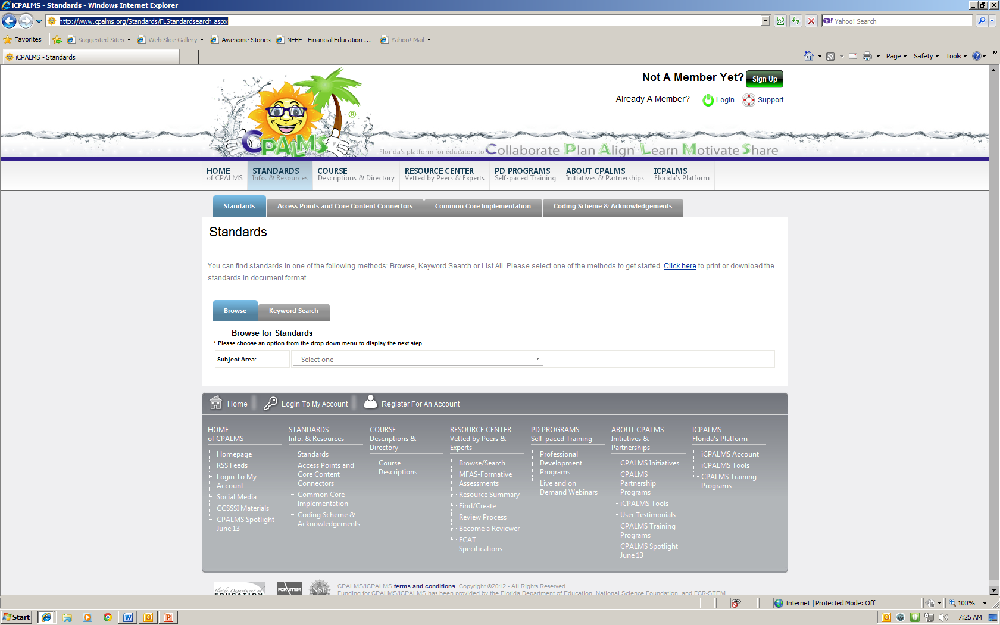 iCPALMS - Standards - Windows Internet Explorer
http://www.cpalms.org/Standards/FLStandardsearch.aspx
Yahoo! Search
Favorites Suggested Sites Web Slice Gallery Awesome Stories NEFE - Financial Education ... Yahoo! Mail
iCPALMS - Standards
Page Safety Tools
Not A Member Yet? Sign Up
Already A Member? Login Support
CPALMS ®
Florida's platform for educators to Collaborate Plan Align Learn Motivate Share
HOME STANDARDS COURSE RESOURCE CENTER PD PROGRAMS ABOUT CPALMS ICPALMS
of CPALMS Info. & Resources Descriptions & Directory Vetted by Peers & Experts Self-paced Training Initiatives & Partnerships Florida's Platform
Standards Access Points and Core Content Connectors Common Core Implementation Coding Scheme & Acknowledgements
Standards
You can find standards in one of the following methods: Browse, Keyword Search or List All. Please select one of the methods to get started. Click here to print or download the
standards in document format.
Browse Keyword Search
Browse for Standards
* Please choose an option from the drop down menu to display the next step.
Subject Area: - Select one -
Home Login To My Account Register For An Account
HOME
of CPALMS
Homepage
RSS Feeds
Login To My
Account
Social Media
CCSSSI Materials
CPALMS Spotlight
June 13
STANDARDS
Info. & Resources
Standards
Access Points and
Core Content
Connectors
Common Core
Implementation
Coding Scheme &
Acknowledgements
COURSE
Descriptions &
Directory
Course
Descriptions
RESOURCE CENTER
Vetted by Peers &
Experts
Browse/Search
MFAS-Formative
Assessments
Resource Summary
Find/Create
Review Process
Become a Reviewer
FCAT
Specifications
PD PROGRAMS
Self-paced Training
Professional
Development
Programs
Live and on
Demand Webinars
ABOUT CPALMS
Initiatives &
Partnerships
CPALMS Initiatives
CPALMS
Partnership
Programs
iCPALMS Tools
User Testimonials
CPALMS Training
Programs
CPALMS Spotlight
June 13
ICPALMS
Florida's Platform
iCPALMS Account
iCPALMS Tools
CPALMS Training
Programs
Florida Department of
EDUCATION
FCR-STEM
NSF
CPALMS/iCPALMS terms and conditions. Copyright ©2012 - All Rights Reserved.
Funding for CPALMS/iCPALMS has been provided by the Florida Department of Education, National Science Foundation, and FCR-STEM.
Internet | Protected Mode: Off 100%
Start 7:25 AM